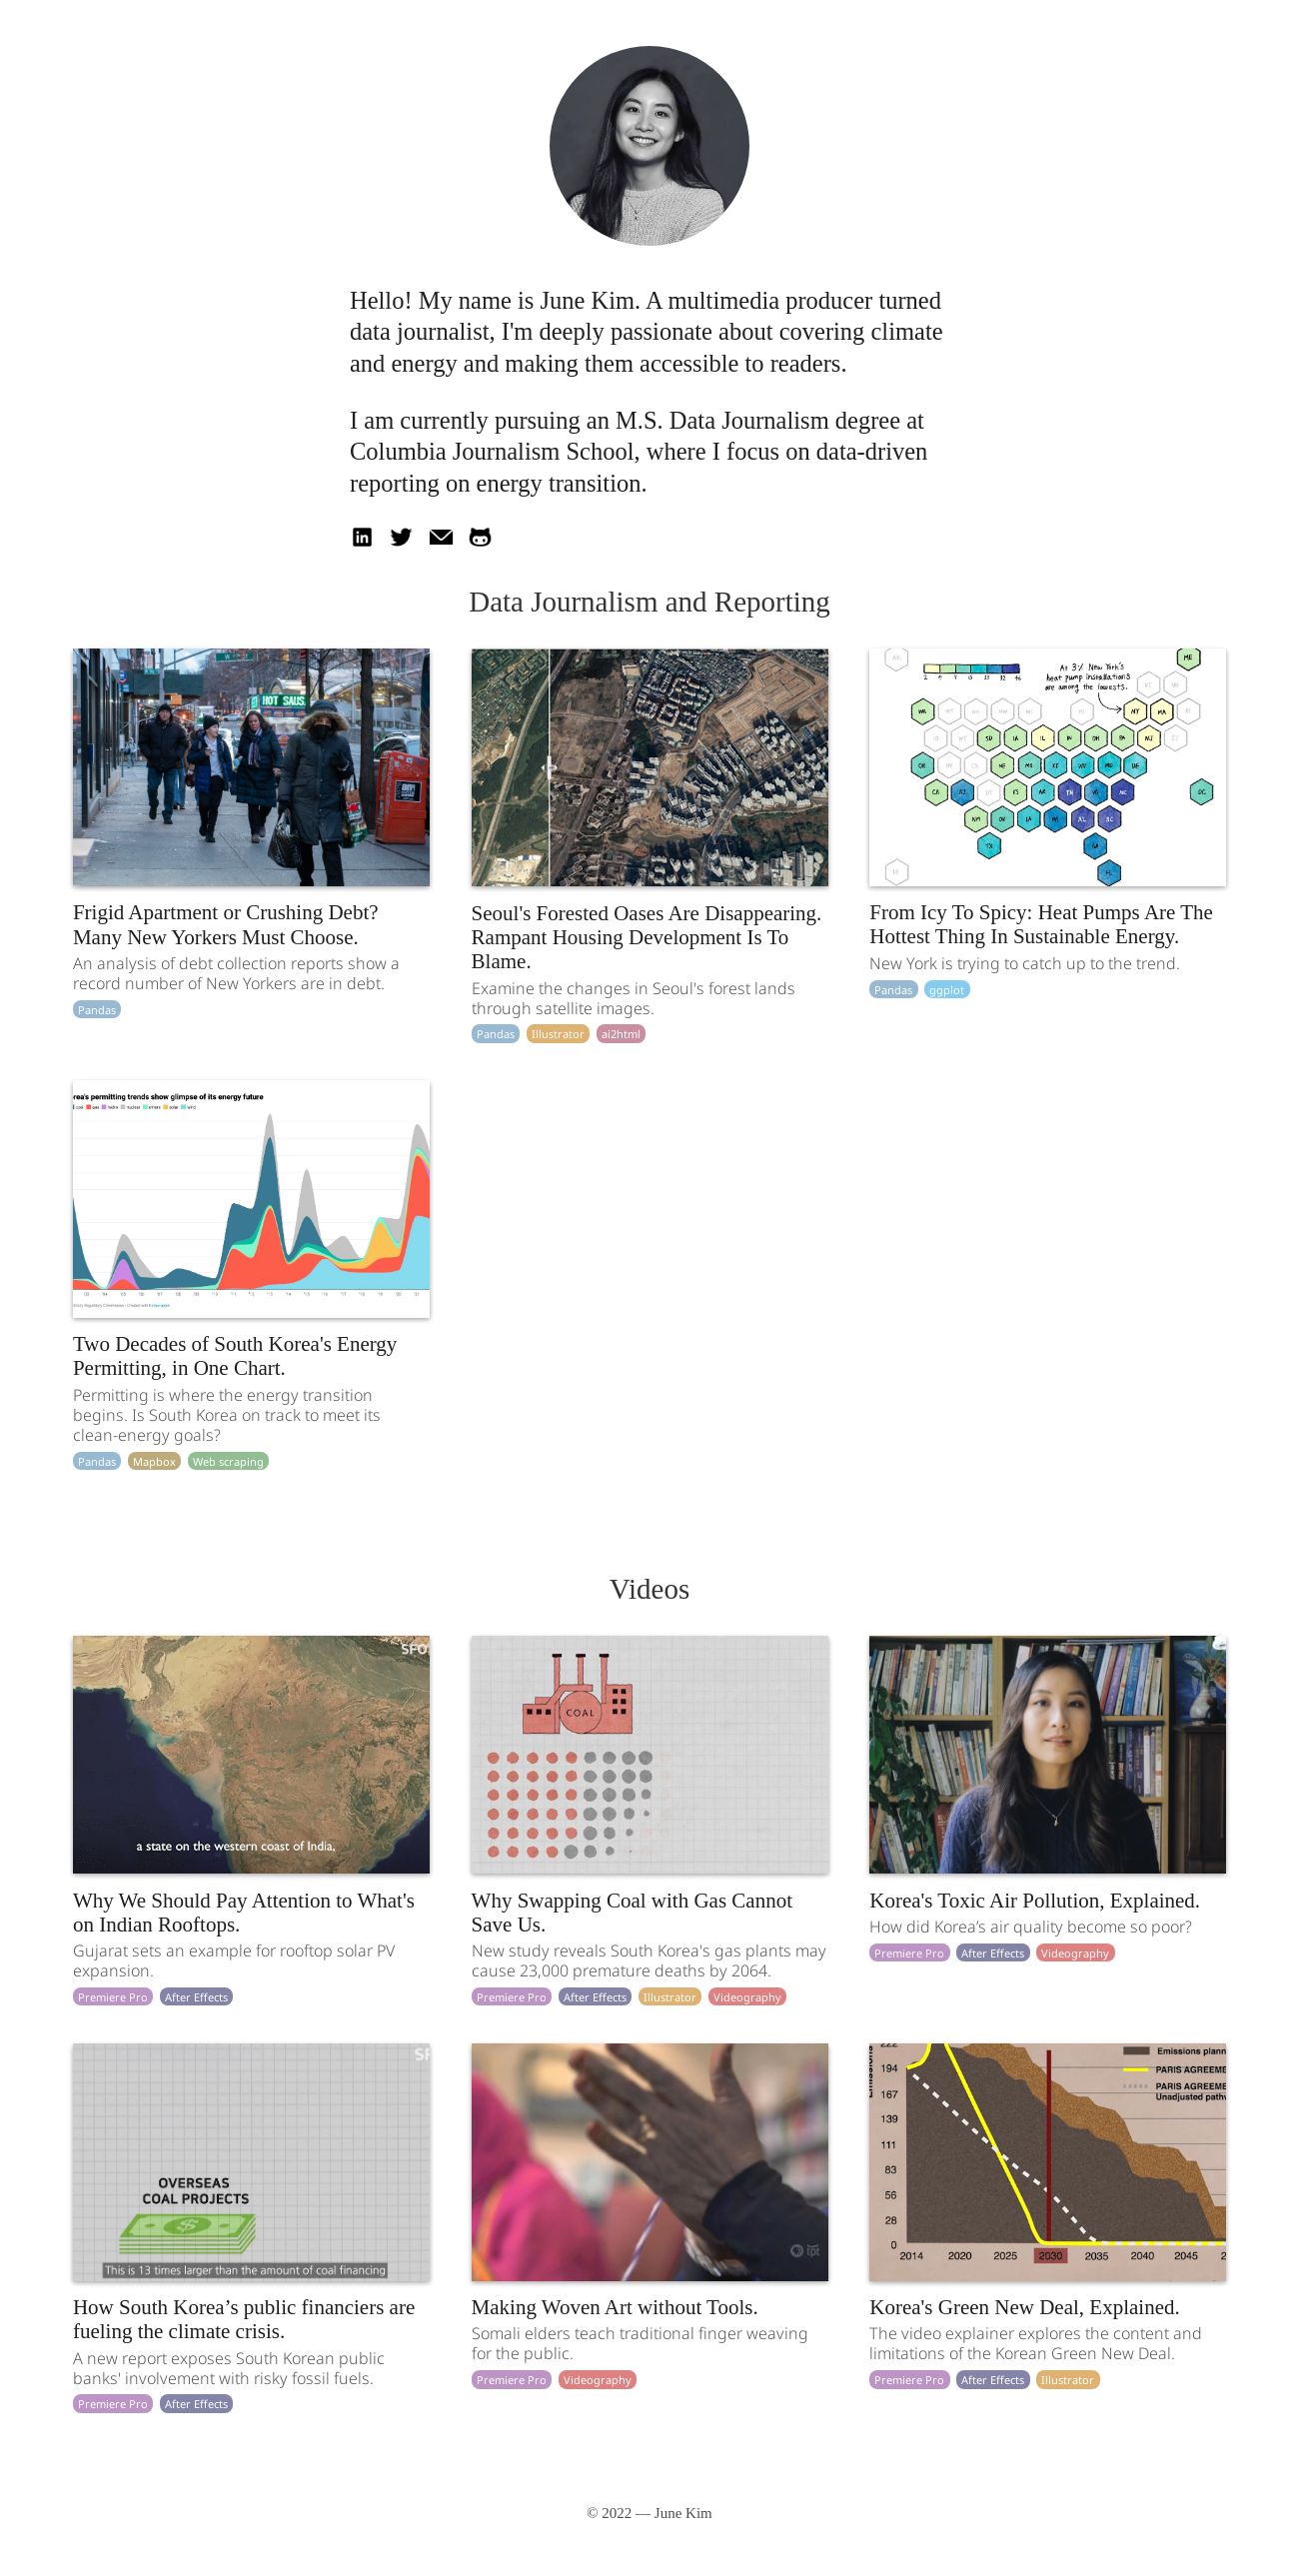 Hello! My name is June Kim. A multimedia producer turned
data journalist, I'm deeply passionate about covering climate
and energy and making them accessible to readers.
I am currently pursuing an M.S. Data Journalism degree at
Columbia Journalism School, where I focus on data-driven
reporting on energy transition.
in
Data Journalism and Reporting
HOT SAUS
At 3% New York's
heat pump installations
are among the lowests.
ME
NY
MA
Frigid Apartment or Crushing Debt?
Many New Yorkers Must Choose.
An analysis of debt collection reports show a
record number of New Yorkers are in debt.
Pandas
Seoul's Forested Oases Are Disappearing.
Rampant Housing Development Is To
Blame.
Examine the changes in Seoul's forest lands
through satellite images.
Pandas Illustrator ai2html
From Icy To Spicy: Heat Pumps Are The
Hottest Thing In Sustainable Energy.
New York is trying to catch up to the trend.
Pandas ggplot
rea's permitting trends show glimpse of its energy future
Two Decades of South Korea's Energy
Permitting, in One Chart.
Permitting is where the energy transition
begins. Is South Korea on track to meet its
clean-energy goals?
Pandas Mapbox Web scraping
Videos
SFO
a state on the western coast of India,
COAL
Why We Should Pay Attention to What's
on Indian Rooftops.
Gujarat sets an example for rooftop solar PV
expansion.
Premiere Pro After Effects
Why Swapping Coal with Gas Cannot
Save Us.
New study reveals South Korea's gas plants may
cause 23,000 premature deaths by 2064.
Premiere Pro After Effects Illustrator Videography
Korea's Toxic Air Pollution, Explained.
How did Korea’s air quality become so poor?
Premiere Pro After Effects Videography
SF
OVERSEAS
COAL PROJECTS
$
This is 13 times larger than the amount of coal financing
tpt
222
194
167
139
111
83
56
28
0
2014 2020 2025 2030 2035 2040 2045 2
Emissions plann
PARIS AGREEME
PARIS AGREEME
Unadjusted pathw
How South Korea’s public financiers are
fueling the climate crisis.
A new report exposes South Korean public
banks' involvement with risky fossil fuels.
Premiere Pro After Effects
Making Woven Art without Tools.
Somali elders teach traditional finger weaving
for the public.
Premiere Pro Videography
Korea's Green New Deal, Explained.
The video explainer explores the content and
limitations of the Korean Green New Deal.
Premiere Pro After Effects Illustrator
© 2022 — June Kim